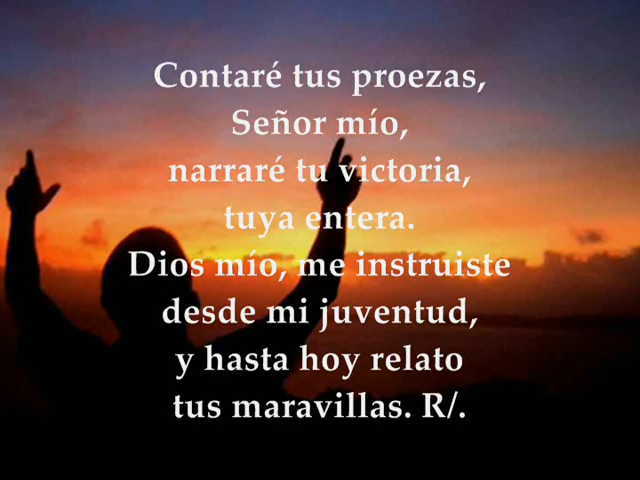 Contaré tus proezas,
Señor mío,
narraré tu victoria,
tuya entera.
Dios mío, me instruiste
desde mi juventud,
y hasta hoy relato
tus maravillas. R/.